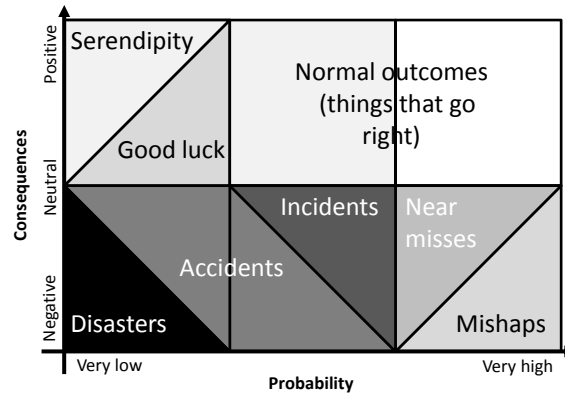 Serendipity
Normal outcomes
(things that go
right)
Good luck
Incidents
Near
misses
Accidents
Disasters
Mishaps
Consequences
Positive
Neutral
Negative
Very low
Very high
Probability